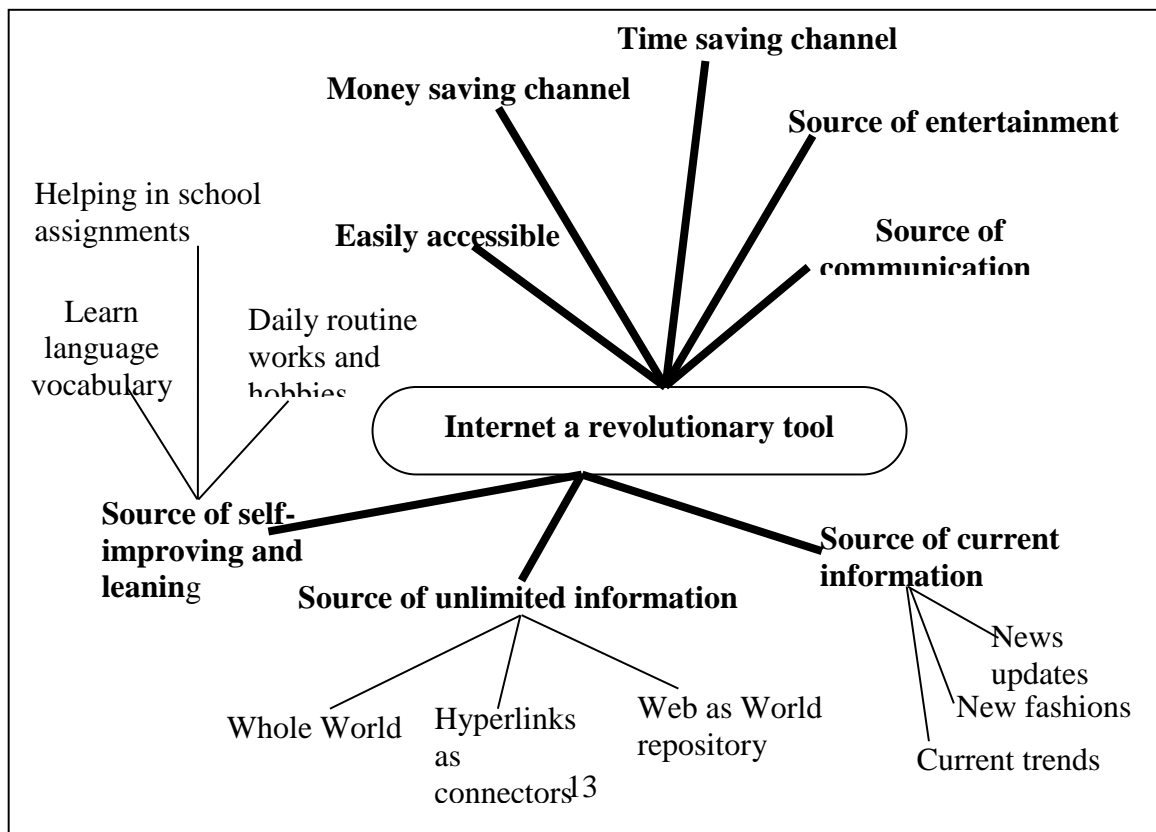 Time saving channel
Money saving channel
Source of entertainment
Helping in school
assignments
Easily accessible
Source of
communication
Learn
language
vocabulary
Daily routine
works and
hobbies
Internet a revolutionary tool
Source of self-
improving and
leaning
Source of current
information
Source of unlimited information
News
updates
Whole World
Hyperlinks
as
connectors
Web as World
repository
New fashions
Current trends
13